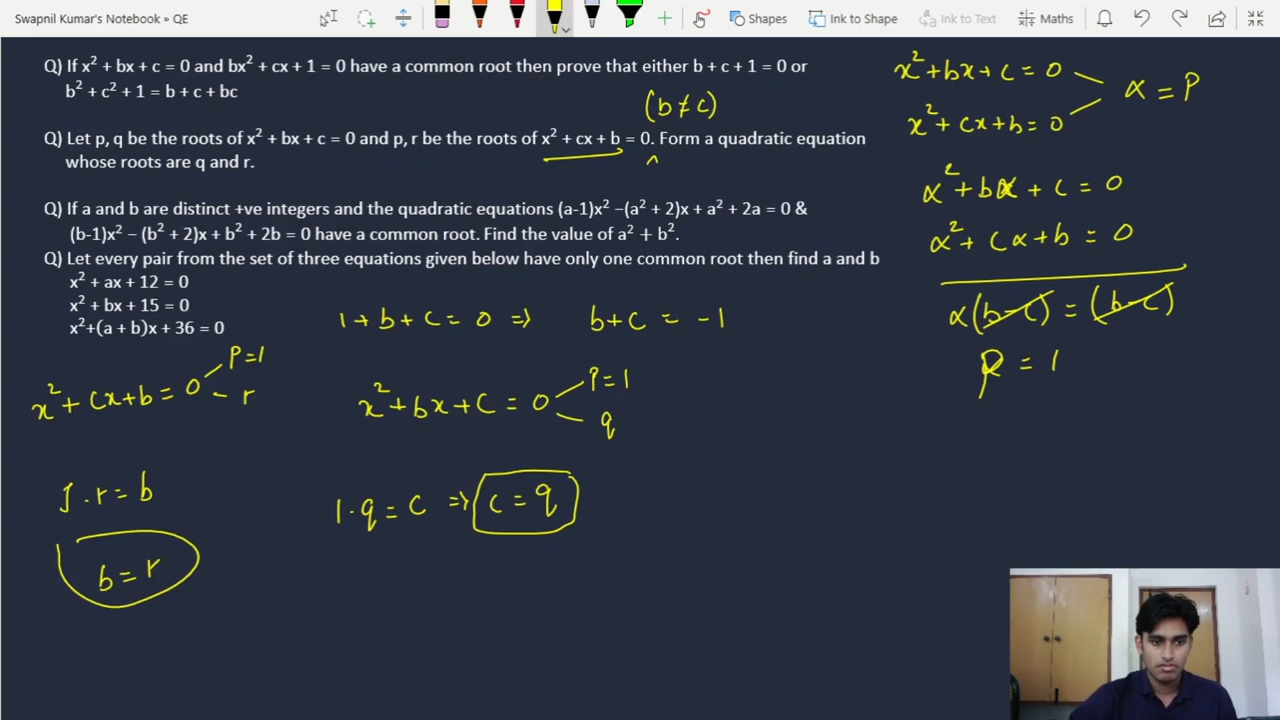 Swapnil Kumar's Notebook » QE
Shapes
Ink to Shape
Ink to Text
Maths
Q) If x² + bx + c = 0 and bx² + cx + 1 = 0 have a common root then prove that either b + c + 1 = 0 or
b² + c² + 1 = b + c + bc
(b ≠ c)
Q) Let p, q be the roots of x² + bx + c = 0 and p, r be the roots of x² + cx + b = 0. Form a quadratic equation
whose roots are q and r.
Q) If a and b are distinct +ve integers and the quadratic equations (a-1)x² –(a² + 2)x + a² + 2a = 0 &
(b-1)x² – (b² + 2)x + b² + 2b = 0 have a common root. Find the value of a² + b².
Q) Let every pair from the set of three equations given below have only one common root then find a and b
x² + ax + 12 = 0
x² + bx + 15 = 0
x²+(a + b)x + 36 = 0
x² + bx + c = 0
x² + cx + b = 0
α = P
α² + bα + c = 0
α² + cα + b = 0
α(b-c) = (b-c)
P = 1
1 + b + c = 0 ⇒ b + c = -1
x² + cx + b = 0
P = 1
r
x² + bx + c = 0
P = 1
q
1 · r = b
b = r
1 · q = c ⇒ c = q